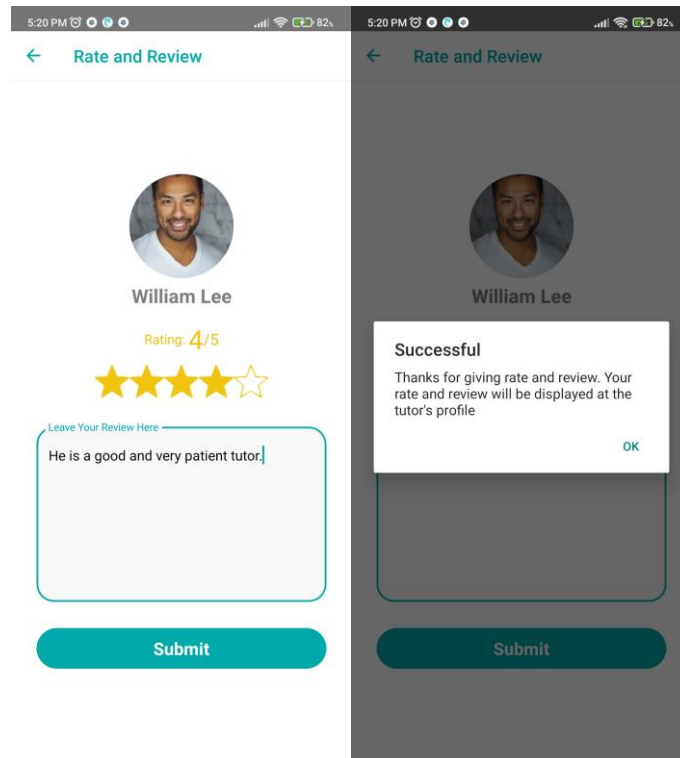 5:20 PM
82%
Rate and Review
William Lee
Rating: 4/5
Leave Your Review Here
He is a good and very patient tutor.
Submit
5:20 PM
82%
Rate and Review
William Lee
Successful
Thanks for giving rate and review. Your
rate and review will be displayed at the
tutor's profile
OK
Submit